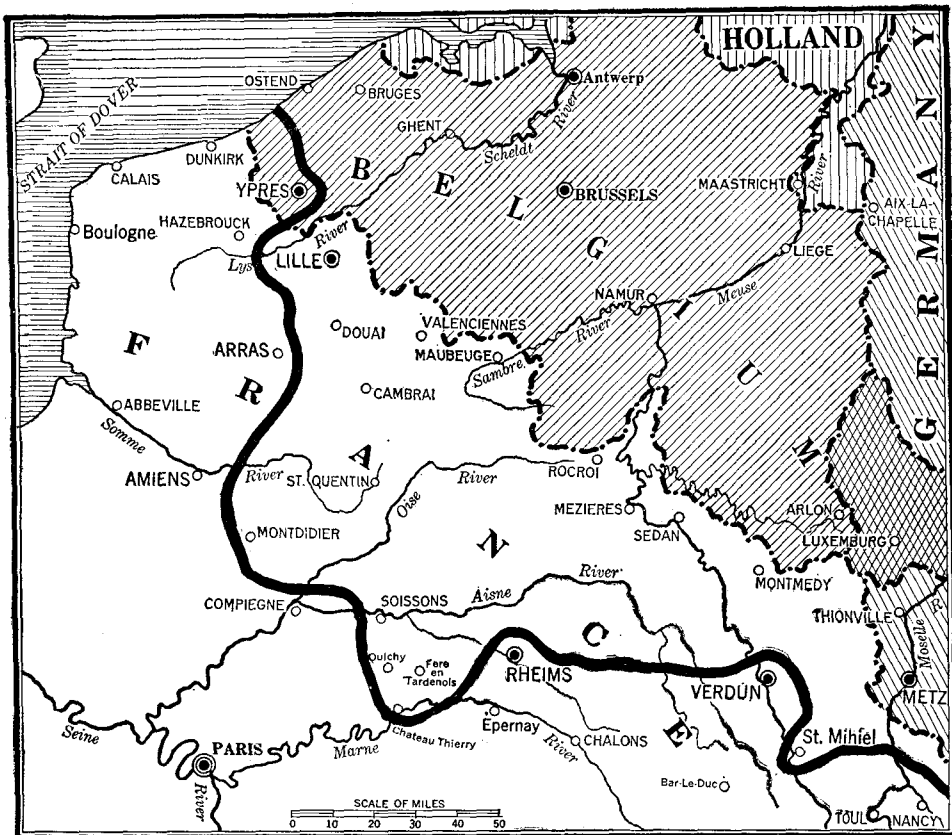 HOLLAND
GERMANY
OSTEND
BRUGES
Antwerp
STRAIT OF DOVER
GHENT
Scheldt
River
DUNKIRK
CALAIS
BELGIUM
YPRES
BRUSSELS
MAASTRICHT
River
AIX-LA-
CHAPELLE
HAZEBROUCK
Boulogne
River
Lys
LILLE
LIEGE
NAMUR
Meuse
River
DOUAI
VALENCIENNES
MAUBEUGE
Sambre
FRANCE
ARRAS
CAMBRAI
ABBEVILLE
Somme
AMIENS
River
ST. QUENTIN
Oise
River
ROCROI
MEZIERES
SEDAN
ARLON
LUXEMBURG
MONTDIDIER
MONTMEDY
COMPIEGNE
SOISSONS
Aisne
River
THIONVILLE
Moselle
R
Oulchy
Fere
en
Tardenois
RHEIMS
VERDÚN
METZ
Seine
PARIS
Marne
Chateau Thierry
Épernay
River
CHALONS
St. Mihiel
Bar-Le-Duc
River
SCALE OF MILES
0 10 20 30 40 50
TOUL
NANCY